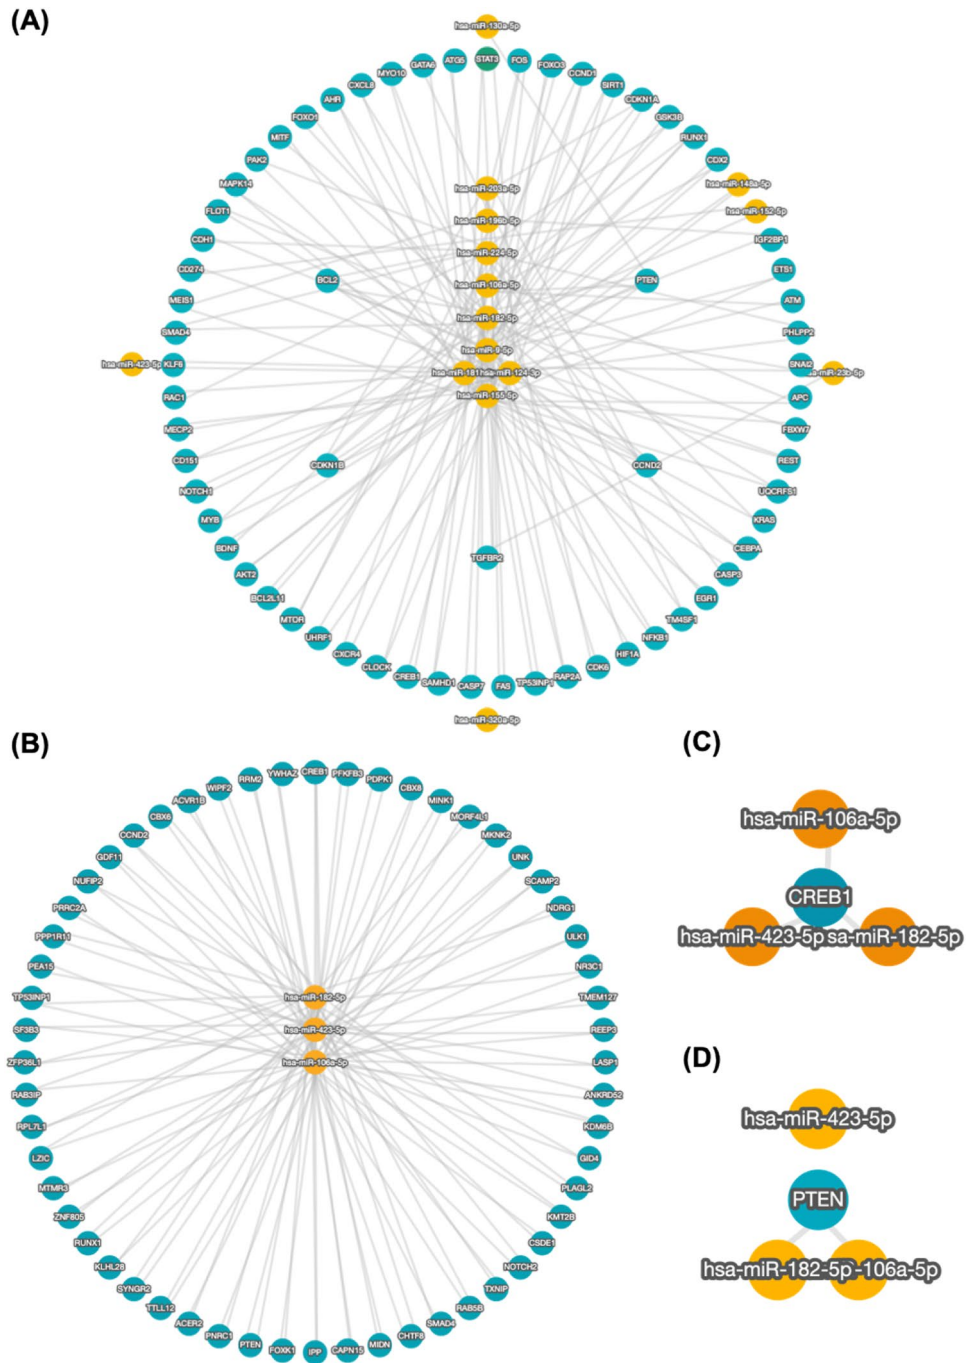 (A)
hsa-miR-130a-5p
STAT3
FOS
FOXO3
CCND1
SIRT1
CDKN1A
GSK3B
RUNX1
CDX2
hsa-miR-148a-5p
hsa-miR-152-5p
IGF2BP1
ETS1
ATM
PHLPP2
SNAI2
a-miR-23b-5p
APC
FBXW7
REST
UQCRFS1
KRAS
CEBPA
CASP3
EGR1
TM4SF1
NFKB1
HIF1A
CDK6
RAP2A
TP53INP1
FAS
CASP7
SAMHD1
CREB1
CLOCK
CXCR4
UHRF1
MTOR
BCL2L11
AKT2
BDNF
MYB
NOTCH1
CD151
MECP2
RAC1
KLF6
hsa-miR-423-5p
SMAD4
MEIS1
CD274
CDH1
FLOT1
MAPK14
PAK2
MITF
FOXO1
AHR
CXCL8
MYO10
GATA6
ATG5
hsa-miR-203a-5p
hsa-miR-196b-5p
hsa-miR-224-5p
hsa-miR-106a-5p
hsa-miR-182-5p
hsa-miR-9-5p
hsa-miR-181
hsa-miR-124-3p
hsa-miR-155-5p
BCL2
PTEN
CDKN1B
CCND2
TGFBR2
hsa-miR-320a-5p
(B)
CREB1
PFKFB3
PDPK1
CBX8
MINK1
MORF4L1
MKNK2
UNK
SCAMP2
NDRG1
ULK1
NR3C1
TMEM127
REEP3
LASP1
ANKRD52
KDM6B
GID4
PLAGL2
KMT2B
CSDE1
NOTCH2
TXNIP
RAB5B
SMAD4
CHTF8
MIDN
CAPN15
IPP
FOXK1
PTEN
PNRC1
ACER2
TTLL12
SYNGR2
KLHL28
RUNX1
ZNF805
MTMR3
LZIC
RPL7L1
RAB3IP
ZFP36L1
SF3B3
TP53INP1
PEA15
PPP1R11
PRRC2A
NUFIP2
GDF11
CCND2
CBX6
ACVR1B
WIPF2
RRM2
YWHAZ
hsa-miR-182-5p
hsa-miR-423-5p
hsa-miR-106a-5p
(C)
hsa-miR-106a-5p
CREB1
hsa-miR-423-5p
sa-miR-182-5p
(D)
hsa-miR-423-5p
PTEN
hsa-miR-182-5p
-106a-5p